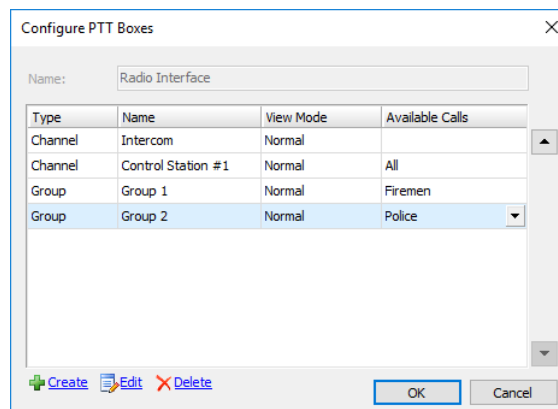 Configure PTT Boxes
Name: Radio Interface
Type Name View Mode Available Calls
Channel Intercom Normal
Channel Control Station #1 Normal All
Group Group 1 Normal Firemen
Group Group 2 Normal Police
Create Edit Delete
OK Cancel